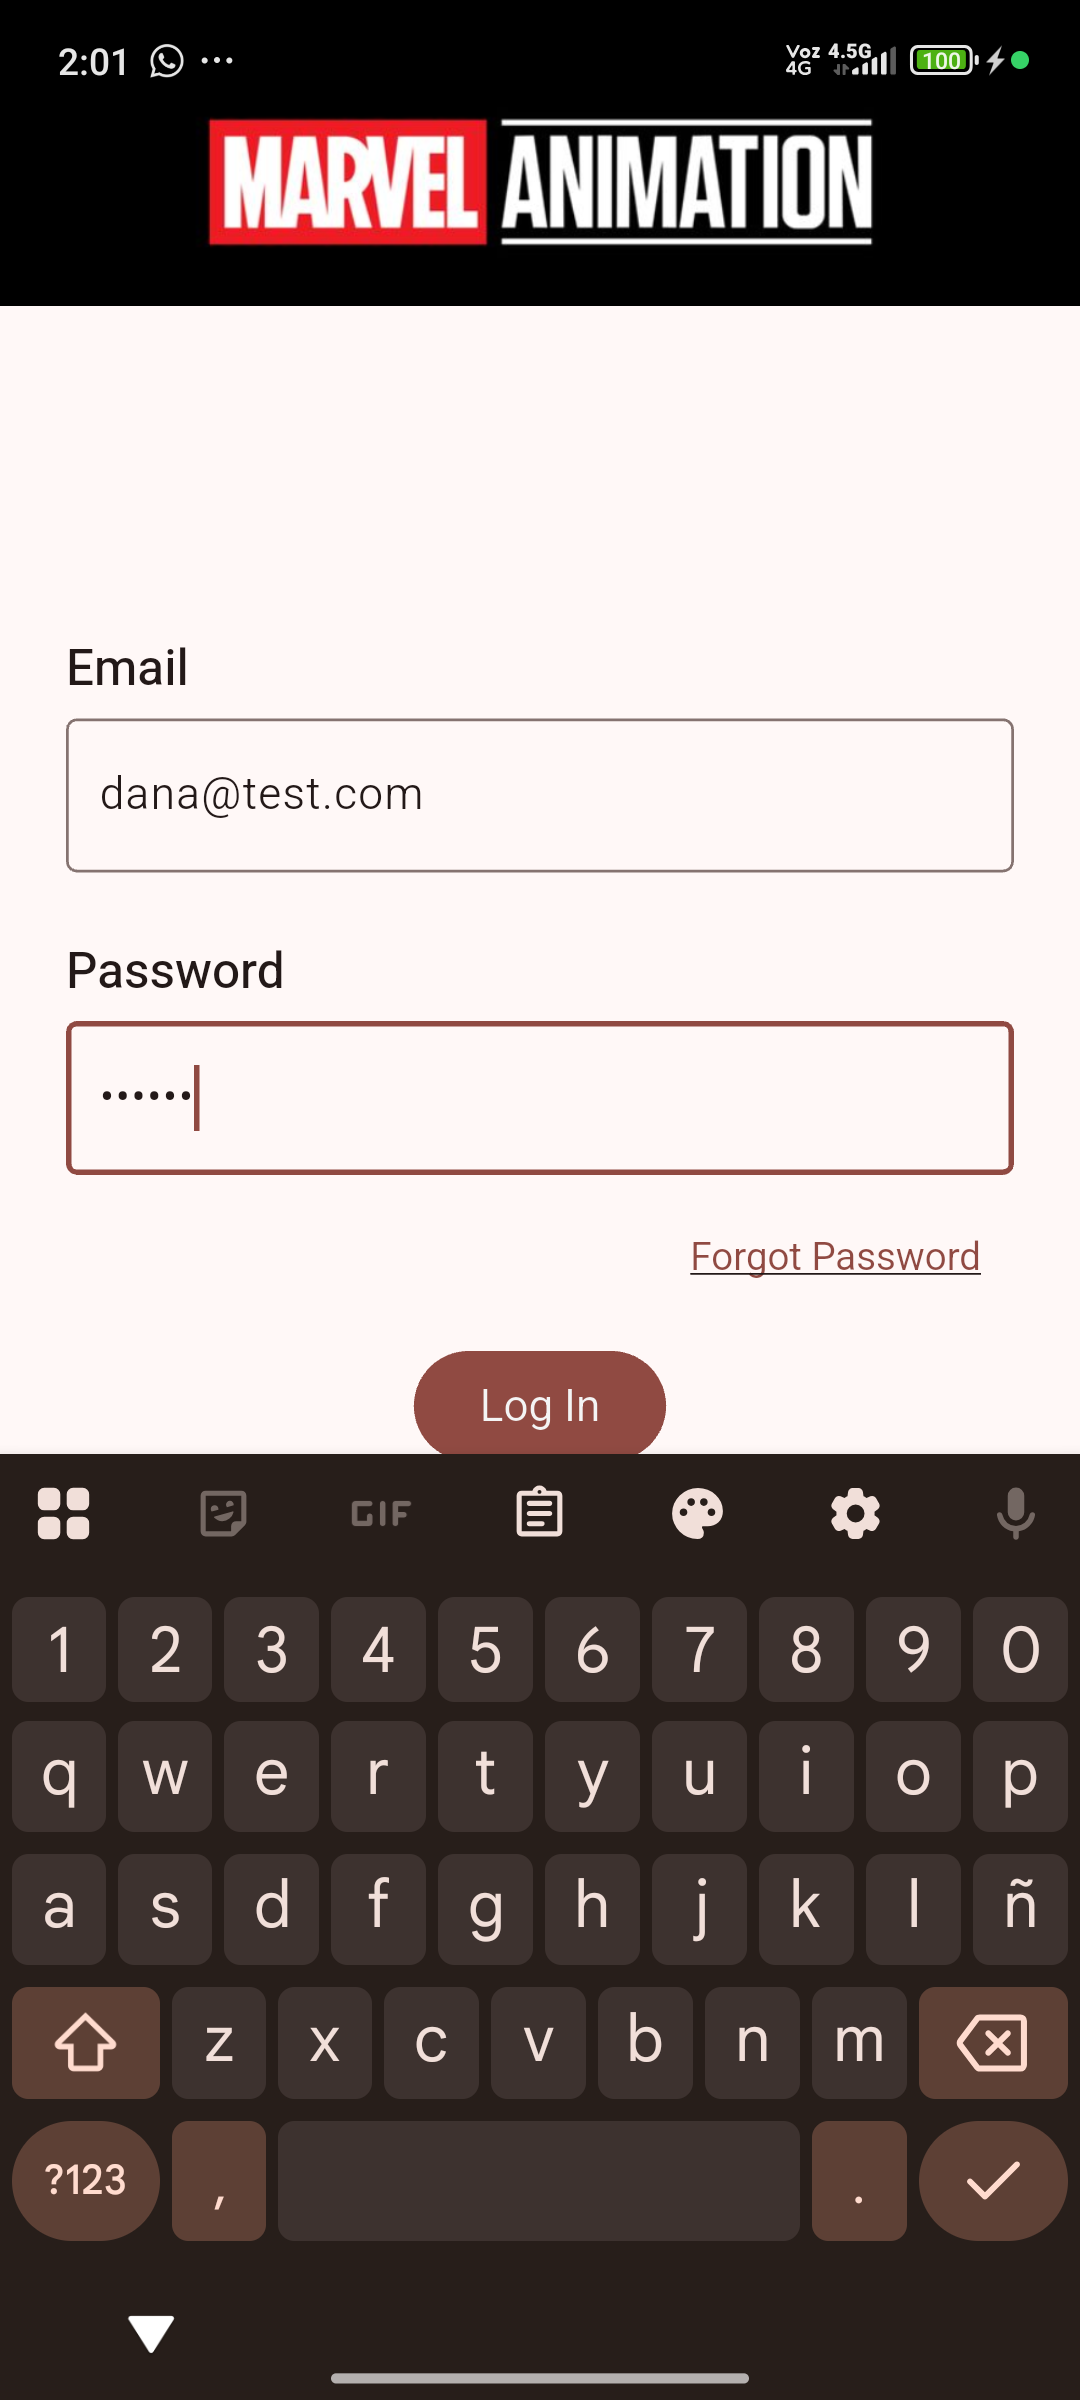 2:01 Voz 4G 4.5G 100
MARVEL ANIMATION
Email
dana@test.com
Password
••••••
Forgot Password
Log In
GIF
1 2 3 4 5 6 7 8 9 0
q w e r t y u i o p
a s d f g h j k l ñ
z x c v b n m
?123 , .